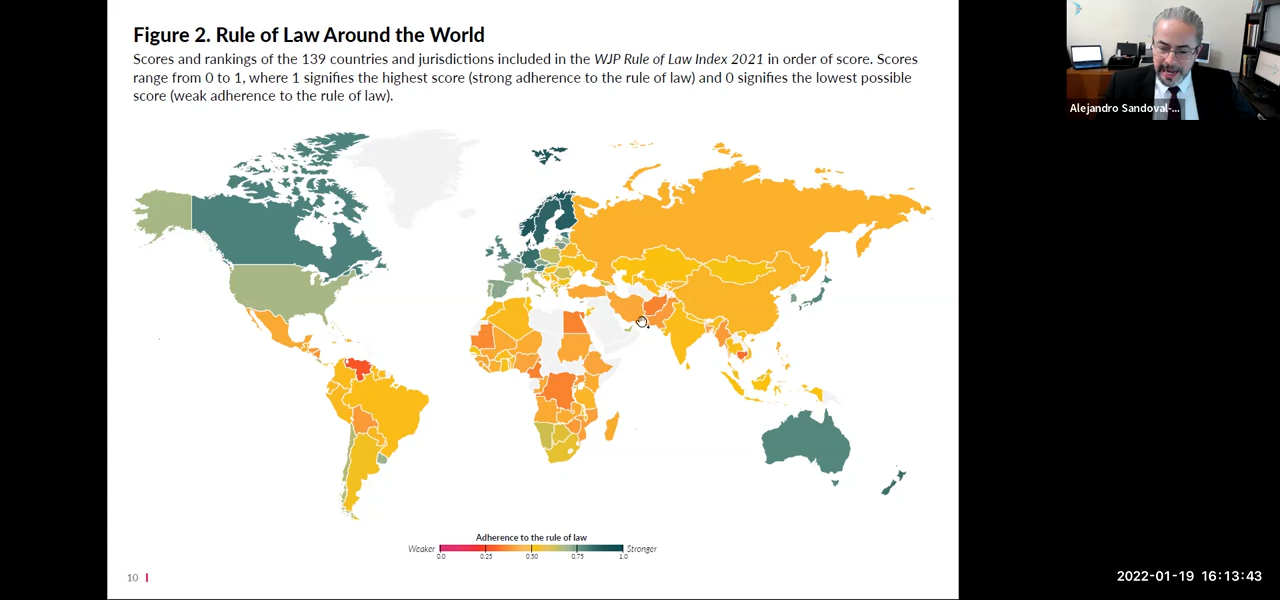 Figure 2. Rule of Law Around the World
Scores and rankings of the 139 countries and jurisdictions included in the WJP Rule of Law Index 2021 in order of score. Scores
range from 0 to 1, where 1 signifies the highest score (strong adherence to the rule of law) and 0 signifies the lowest possible
score (weak adherence to the rule of law).
Alejandro Sandoval-...
Adherence to the rule of law
Weaker Stronger
0.0 0.25 0.50 0.75 1.0
10
2022-01-19 16:13:43